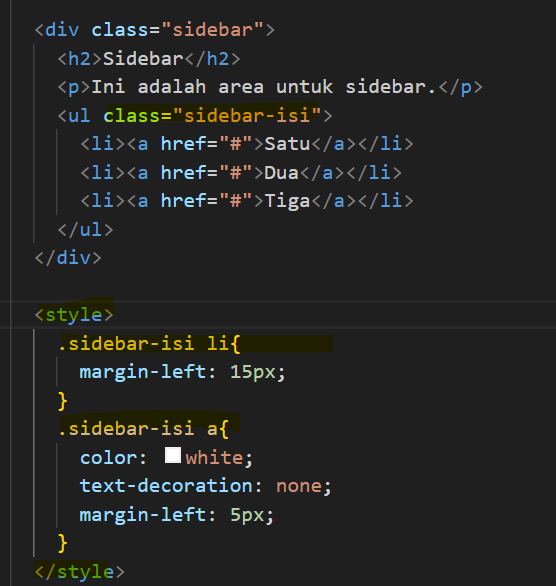 <div class="sidebar">
<h2>Sidebar</h2>
<p>Ini adalah area untuk sidebar.</p>
<ul class="sidebar-isi">
<li><a href="#">Satu</a></li>
<li><a href="#">Dua</a></li>
<li><a href="#">Tiga</a></li>
</ul>
</div>
<style>
.sidebar-isi li{
margin-left: 15px;
}
.sidebar-isi a{
color: white;
text-decoration: none;
margin-left: 5px;
}
</style>